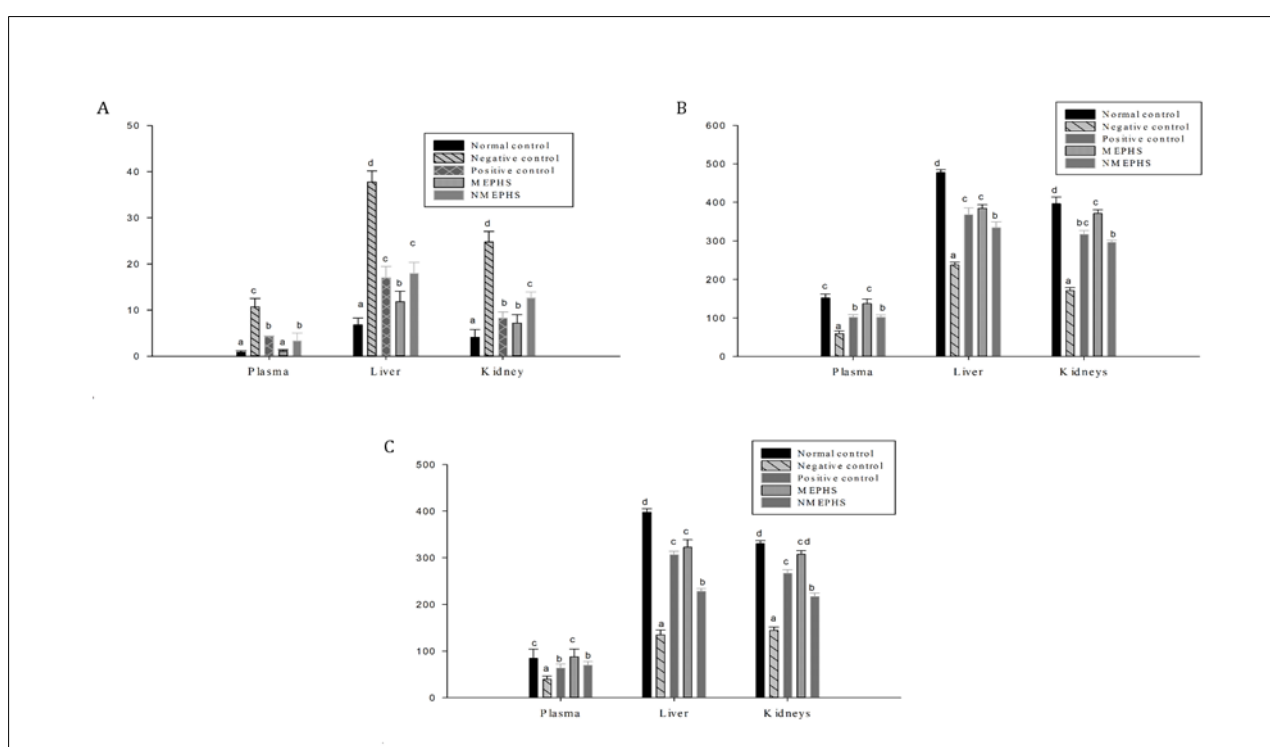 A
50
40
30
20
10
0
a c b a b
a d c b c
a d b b c
Plasma Liver Kidney
Normal control
Negative control
Positive control
MEPHS
NMEPHS
B
600
500
400
300
200
100
0
c a b c b
d a c c b
d a bc c b
Plasma Liver Kidneys
Normal control
Negative control
Positive control
MEPHS
NMEPHS
C
500
400
300
200
100
0
c a b c b
d a c c b
d a c cd b
Plasma Liver Kidneys
Normal control
Negative control
Positive control
MEPHS
NMEPHS